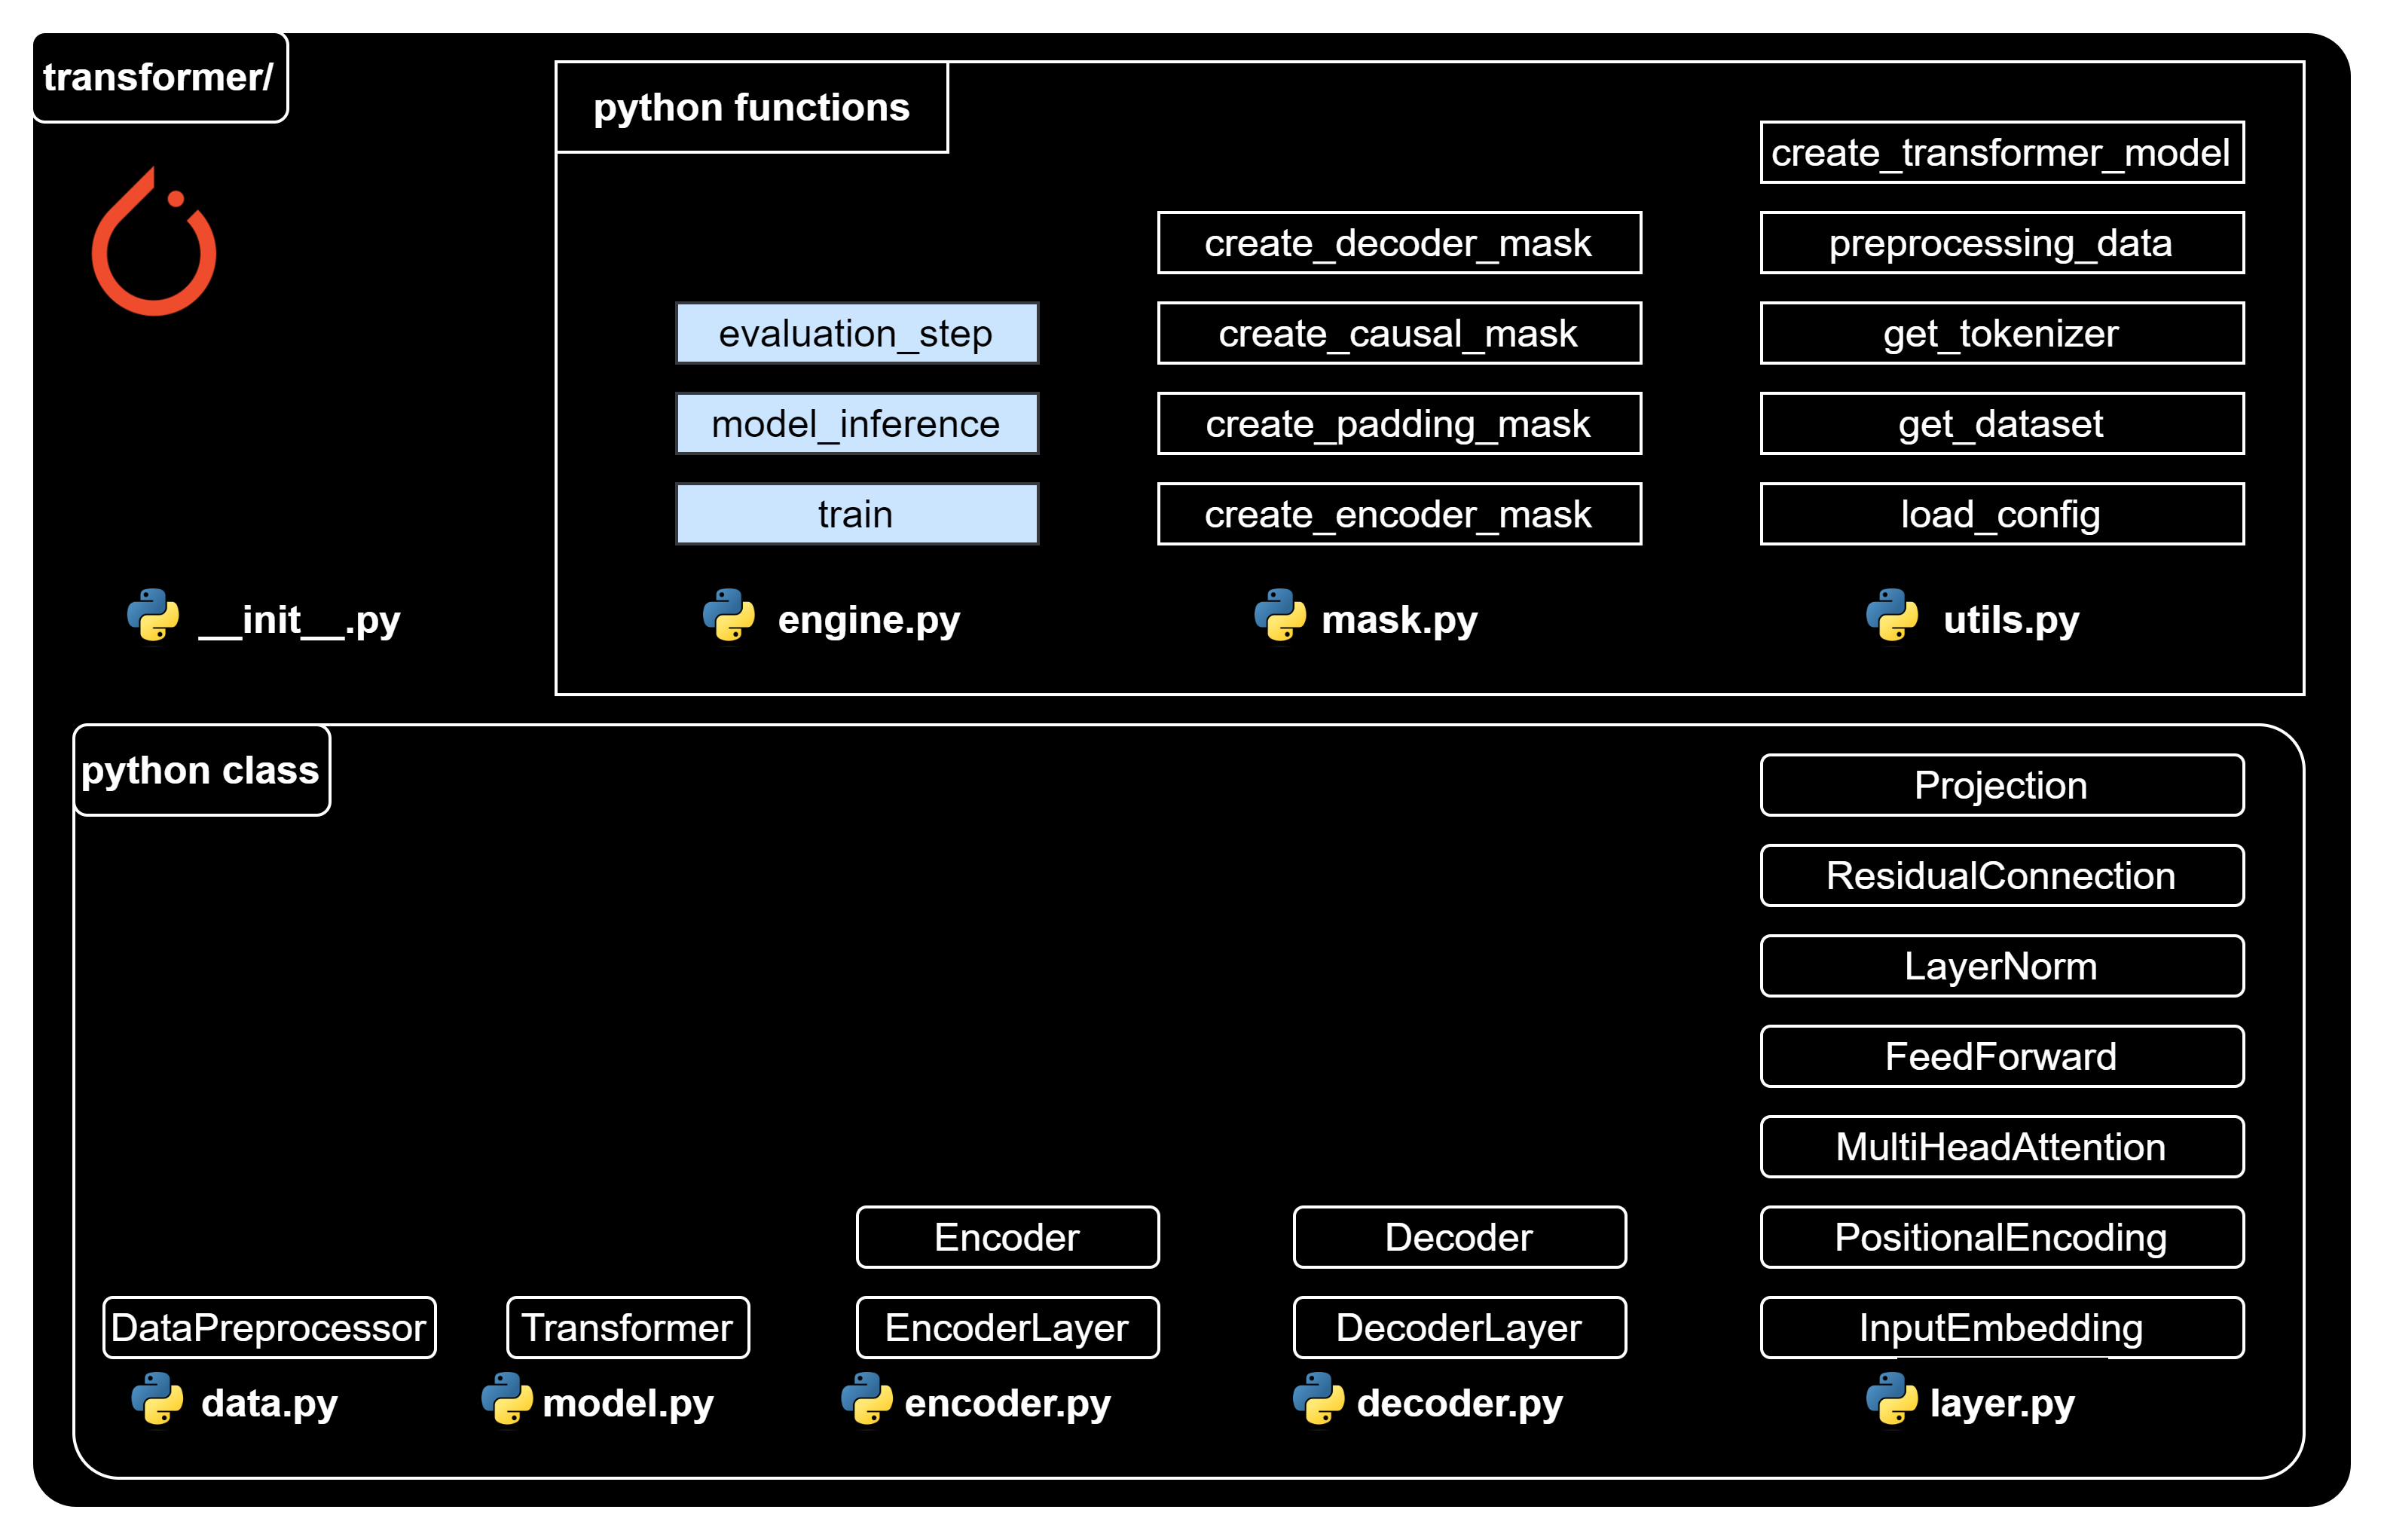 transformer/
python functions
create_transformer_model
create_decoder_mask
preprocessing_data
evaluation_step
create_causal_mask
get_tokenizer
model_inference
create_padding_mask
get_dataset
train
create_encoder_mask
load_config
__init__.py
engine.py
mask.py
utils.py
python class
Projection
ResidualConnection
LayerNorm
FeedForward
MultiHeadAttention
Encoder
Decoder
PositionalEncoding
DataPreprocessor
Transformer
EncoderLayer
DecoderLayer
InputEmbedding
data.py
model.py
encoder.py
decoder.py
layer.py